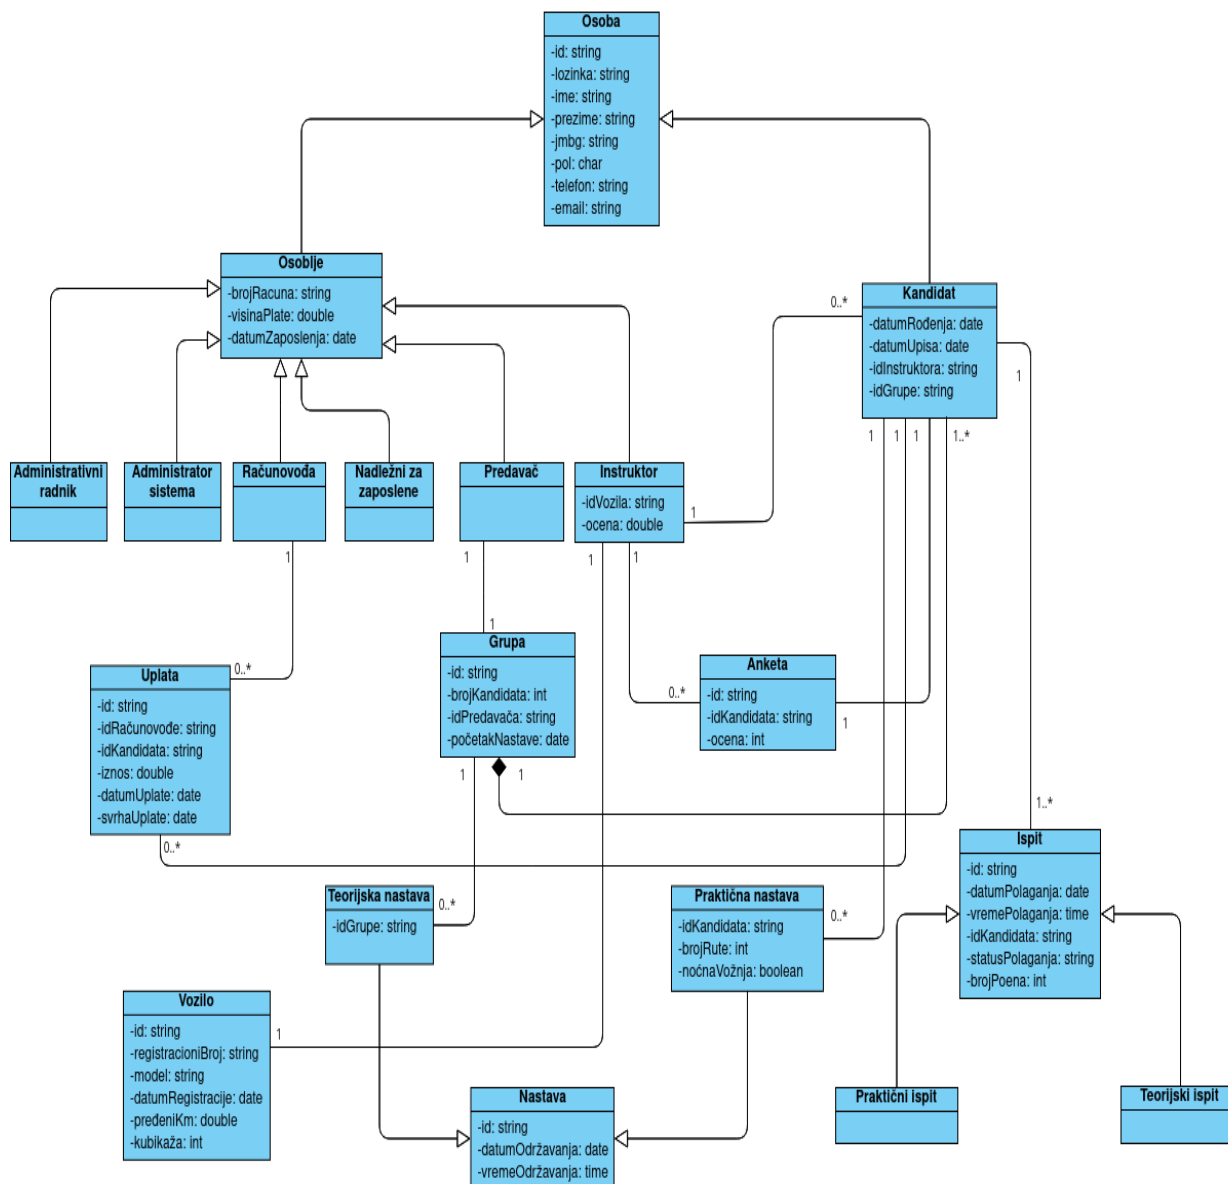 Osoba
-id: string
-lozinka: string
-ime: string
-prezime: string
-jmbg: string
-pol: char
-telefon: string
-email: string
Osoblje
-brojRacuna: string
-visinaPlate: double
-datumZaposlenja: date
Kandidat
-datumRođenja: date
-datumUpisa: date
-idInstruktora: string
-idGrupe: string
0..*
1
1
1
1
1..*
Administrativni
radnik
Administrator
sistema
Računovođa
Nadležni za
zaposlene
Predavač
Instruktor
-idVozila: string
-ocena: double
1
1
1
1
1
1
Grupa
-id: string
-brojKandidata: int
-idPredavača: string
-početakNastave: date
1
1
Anketa
-id: string
-idKandidata: string
-ocena: int
0..*
1
Uplata
-id: string
-idRačunovođe: string
-idKandidata: string
-iznos: double
-datumUplate: date
-svrhaUplate: date
0..*
0..*
1..*
Ispit
-id: string
-datumPolaganja: date
-vremePolaganja: time
-idKandidata: string
-statusPolaganja: string
-brojPoena: int
Teorijska nastava
-idGrupe: string
0..*
Praktična nastava
-idKandidata: string
-brojRute: int
-noćnaVožnja: boolean
0..*
Vozilo
-id: string
-registracioniBroj: string
-model: string
-datumRegistracije: date
-pređeniKm: double
-kubikaža: int
1
Nastava
-id: string
-datumOdržavanja: date
-vremeOdržavanja: time
Praktični ispit
Teorijski ispit